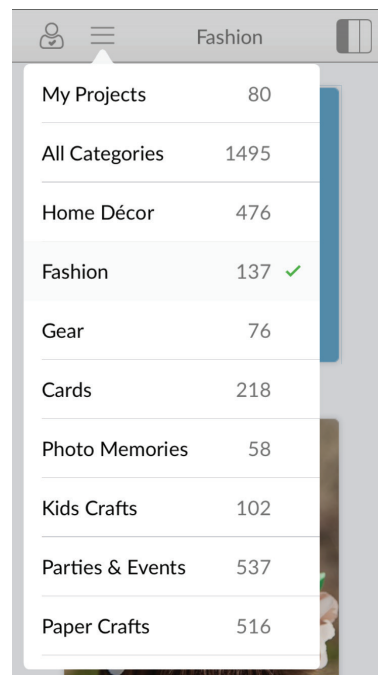 Fashion
My Projects 80
All Categories 1495
Home Décor 476
Fashion 137
Gear 76
Cards 218
Photo Memories 58
Kids Crafts 102
Parties & Events 537
Paper Crafts 516